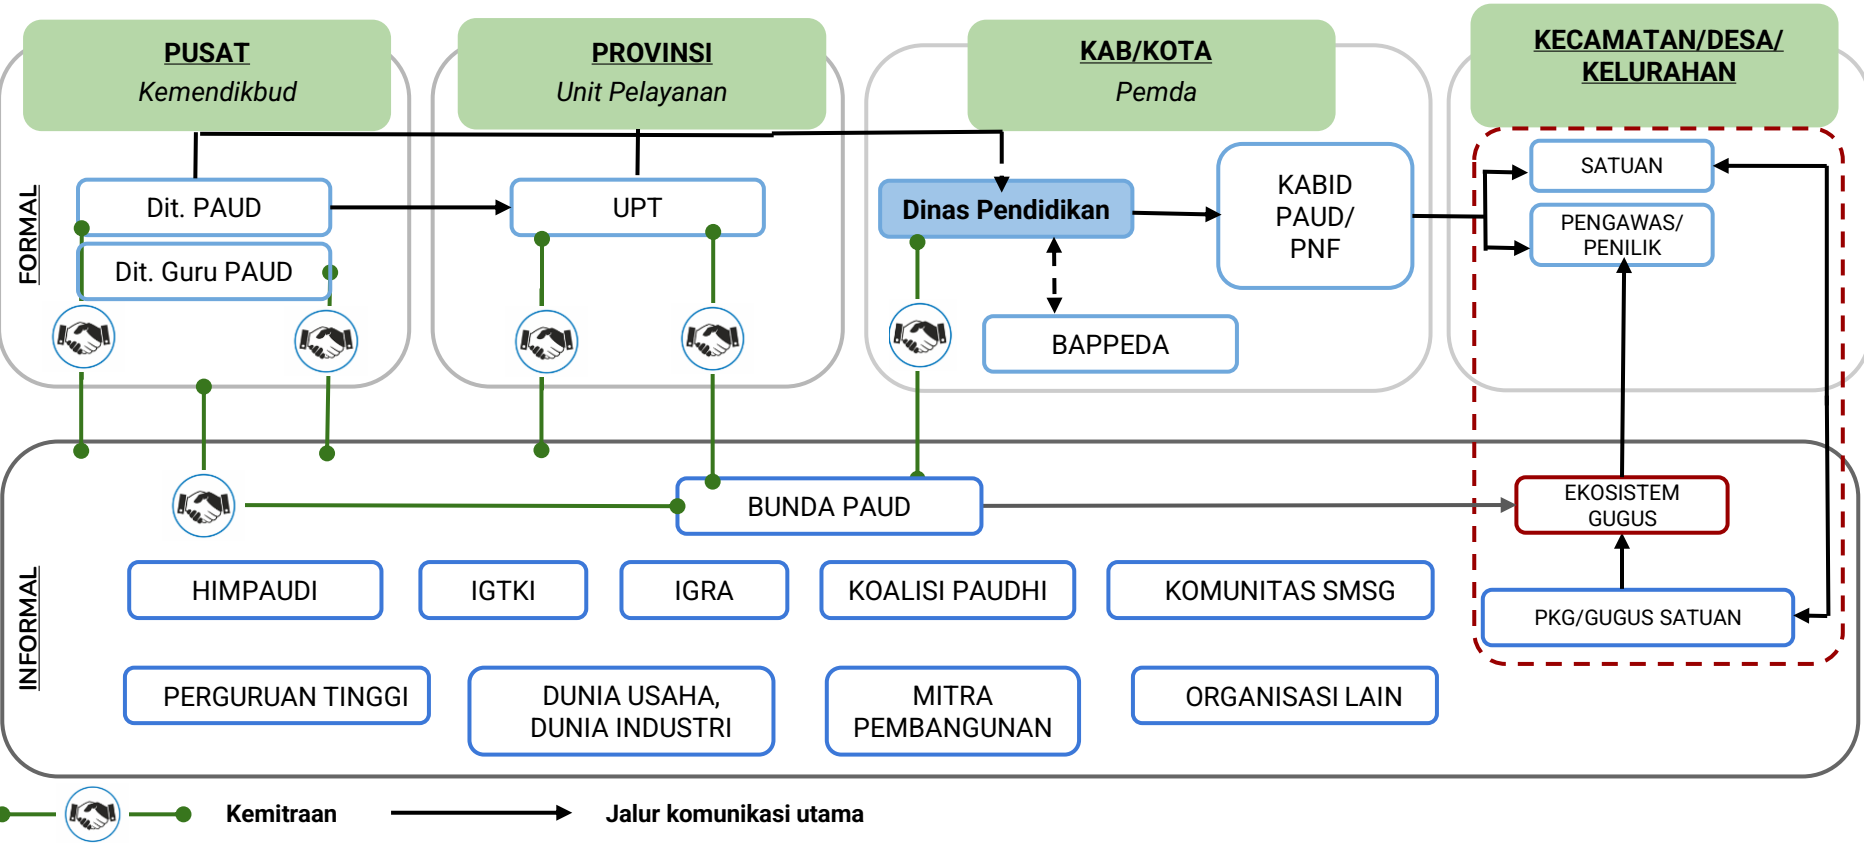 PUSAT
Kemendikbud
PROVINSI
Unit Pelayanan
KAB/KOTA
Pemda
KECAMATAN/DESA/
KELURAHAN
FORMAL
Dit. PAUD
Dit. Guru PAUD
UPT
Dinas Pendidikan
BAPPEDA
KABID
PAUD/
PNF
SATUAN
PENGAWAS/
PENILIK
INFORMAL
BUNDA PAUD
EKOSISTEM
GUGUS
HIMPAUDI
IGTKI
IGRA
KOALISI PAUDHI
KOMUNITAS SMSG
PKG/GUGUS SATUAN
PERGURUAN TINGGI
DUNIA USAHA,
DUNIA INDUSTRI
MITRA
PEMBANGUNAN
ORGANISASI LAIN
Kemitraan
Jalur komunikasi utama